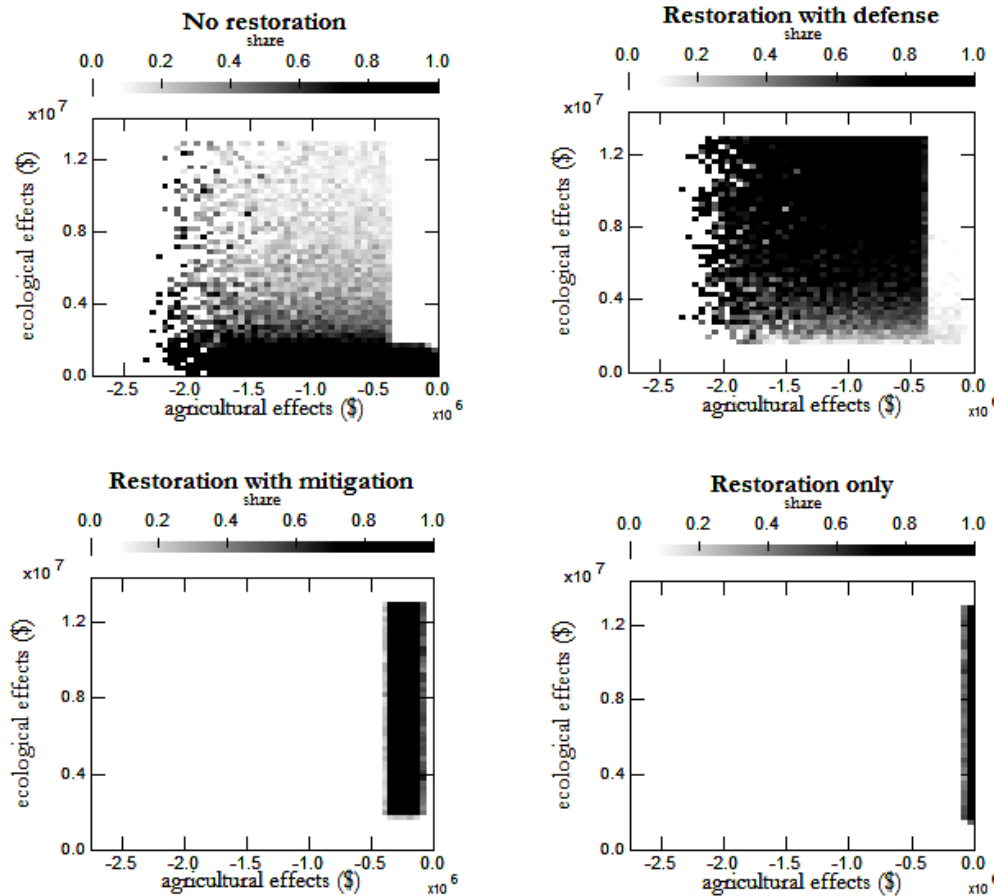 No restoration
share
0.0 0.2 0.4 0.6 0.8 1.0
x10 7
1.2
0.8
0.4
0.0
ecological effects ($)
-2.5 -2.0 -1.5 -1.0 -0.5 0.0
agricultural effects ($)
x10 6
Restoration with defense
share
0.0 0.2 0.4 0.6 0.8 1.0
x10 7
1.2
0.8
0.4
0.0
ecological effects ($)
-2.5 -2.0 -1.5 -1.0 -0.5 0.0
agricultural effects ($)
x10 6
Restoration with mitigation
share
0.0 0.2 0.4 0.6 0.8 1.0
x10 7
1.2
0.8
0.4
0.0
ecological effects ($)
-2.5 -2.0 -1.5 -1.0 -0.5 0.0
agricultural effects ($)
x10 6
Restoration only
share
0.0 0.2 0.4 0.6 0.8 1.0
x10 7
1.2
0.8
0.4
0.0
ecological effects ($)
-2.5 -2.0 -1.5 -1.0 -0.5 0.0
agricultural effects ($)
x10 6